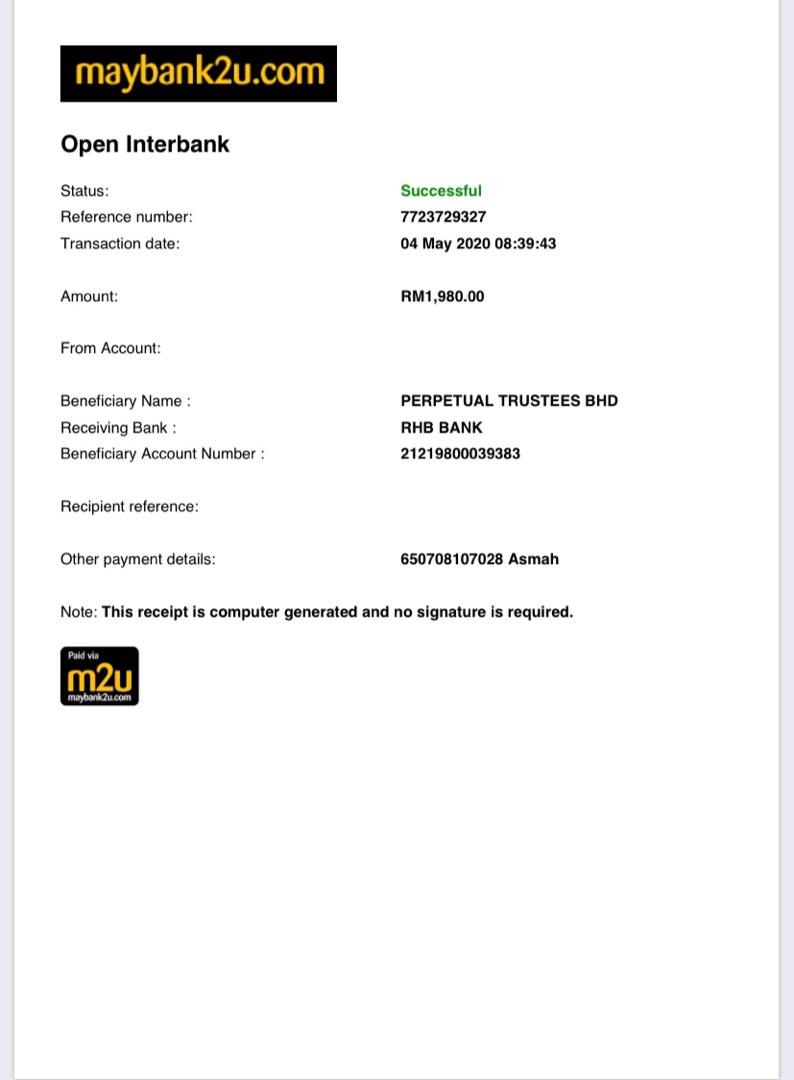 maybank2u.com
Open Interbank
Status: Successful
Reference number: 7723729327
Transaction date: 04 May 2020 08:39:43
Amount: RM1,980.00
From Account:
Beneficiary Name : PERPETUAL TRUSTEES BHD
Receiving Bank : RHB BANK
Beneficiary Account Number : 21219800039383
Recipient reference:
Other payment details: 650708107028 Asmah
Note: This receipt is computer generated and no signature is required.
Paid via
m2u
maybank2u.com